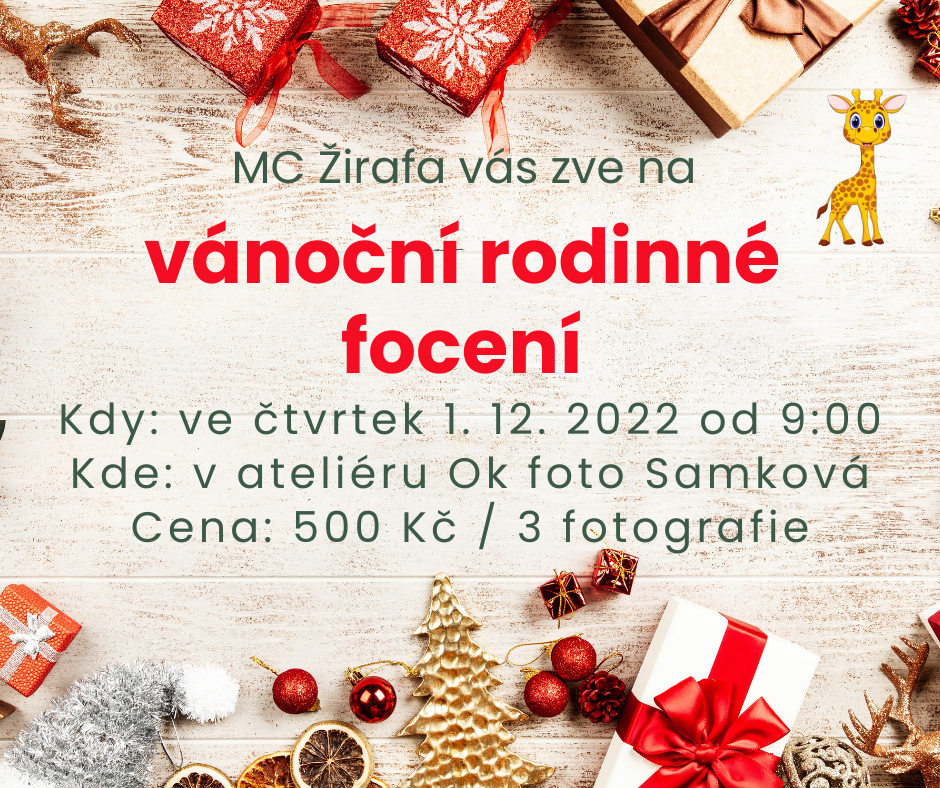 MC Žirafa vás zve na
vánoční rodinné
focení
Kdy: ve čtvrtek 1. 12. 2022 od 9:00
Kde: v ateliéru Ok foto Samková
Cena: 500 Kč / 3 fotografie